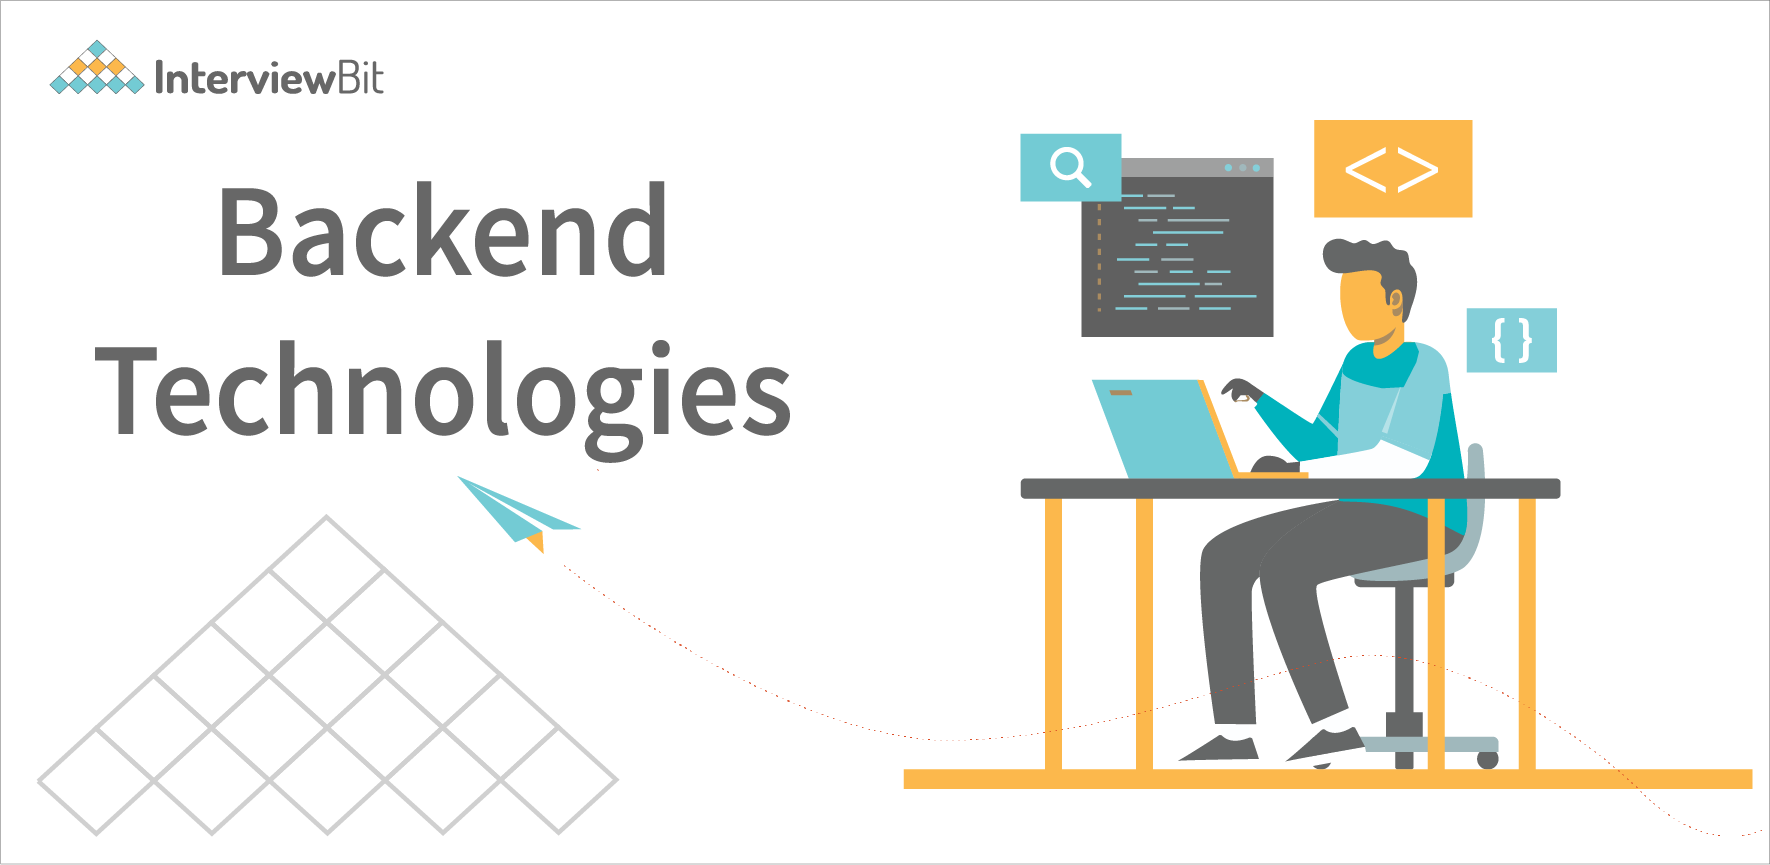 InterviewBit
Backend
Technologies
< >
{ }